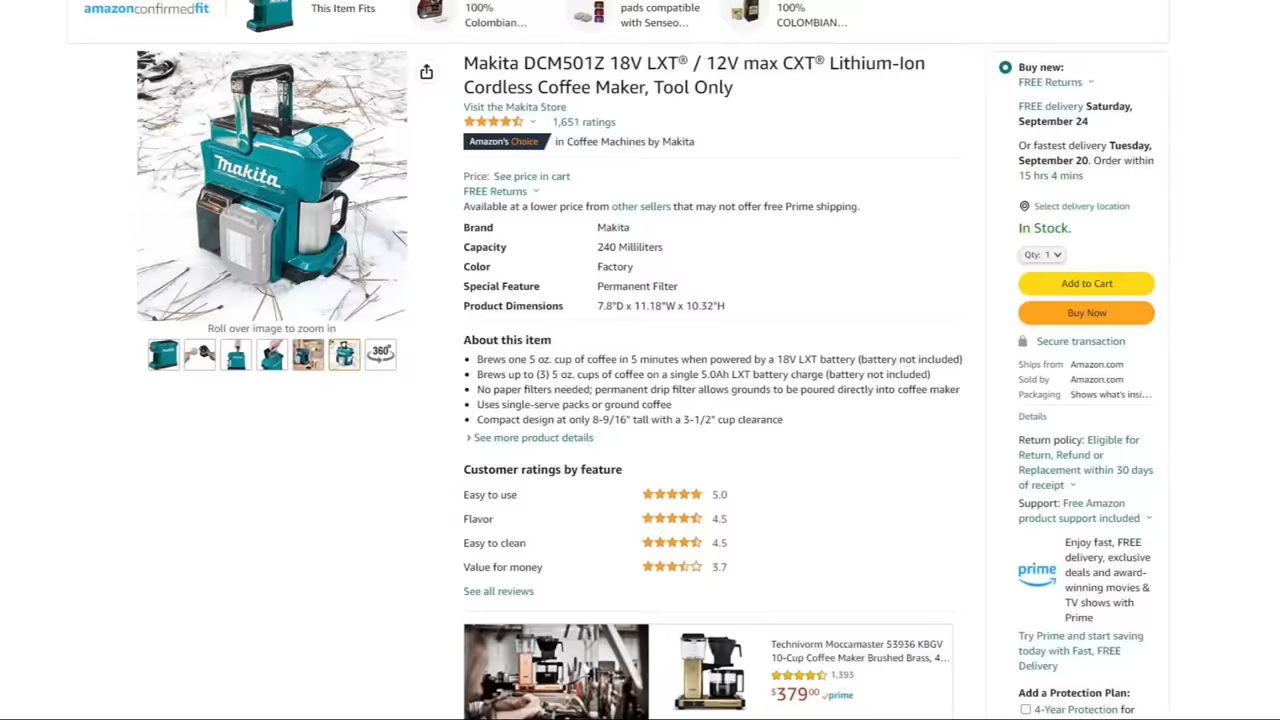 amazonconfirmedfit
This Item Fits
100%
Colombian...
pads compatible
with Senseo...
100%
COLOMBIAN...
Makita
Roll over image to zoom in
360°
Makita DCM501Z 18V LXT® / 12V max CXT® Lithium-Ion
Cordless Coffee Maker, Tool Only
Visit the Makita Store
1,651 ratings
Amazon's Choice in Coffee Machines by Makita
Price: See price in cart
FREE Returns
Available at a lower price from other sellers that may not offer free Prime shipping.
Brand Makita
Capacity 240 Milliliters
Color Factory
Special Feature Permanent Filter
Product Dimensions 7.8"D x 11.18"W x 10.32"H
About this item
• Brews one 5 oz. cup of coffee in 5 minutes when powered by a 18V LXT battery (battery not included)
• Brews up to (3) 5 oz. cups of coffee on a single 5.0Ah LXT battery charge (battery not included)
• No paper filters needed; permanent drip filter allows grounds to be poured directly into coffee maker
• Uses single-serve packs or ground coffee
• Compact design at only 8-9/16" tall with a 3-1/2" cup clearance
› See more product details
Customer ratings by feature
Easy to use 5.0
Flavor 4.5
Easy to clean 4.5
Value for money 3.7
See all reviews
Technivorm Moccamaster 53936 KBGV
10-Cup Coffee Maker Brushed Brass, 4...
1,393
$37900 prime
Buy new:
FREE Returns
FREE delivery Saturday,
September 24
Or fastest delivery Tuesday,
September 20. Order within
15 hrs 4 mins
Select delivery location
In Stock.
Qty: 1
Add to Cart
Buy Now
Secure transaction
Ships from Amazon.com
Sold by Amazon.com
Packaging Shows what's insi...
Details
Return policy: Eligible for
Return, Refund or
Replacement within 30 days
of receipt
Support: Free Amazon
product support included
prime
Enjoy fast, FREE
delivery, exclusive
deals and award-
winning movies &
TV shows with
Prime
Try Prime and start saving
today with Fast, FREE
Delivery
Add a Protection Plan:
4-Year Protection for